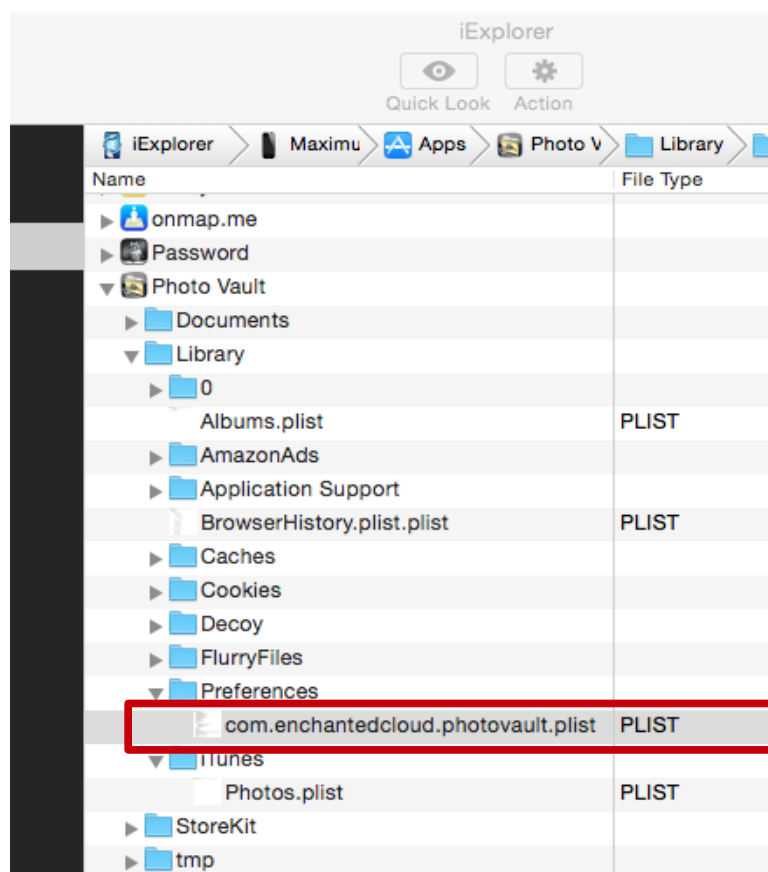 iExplorer
Quick Look Action
iExplorer Maximu Apps Photo V Library
Name File Type
onmap.me
Password
Photo Vault
Documents
Library
0
Albums.plist PLIST
AmazonAds
Application Support
BrowserHistory.plist.plist PLIST
Caches
Cookies
Decoy
FlurryFiles
Preferences
com.enchantedcloud.photovault.plist PLIST
iTunes
Photos.plist PLIST
StoreKit
tmp